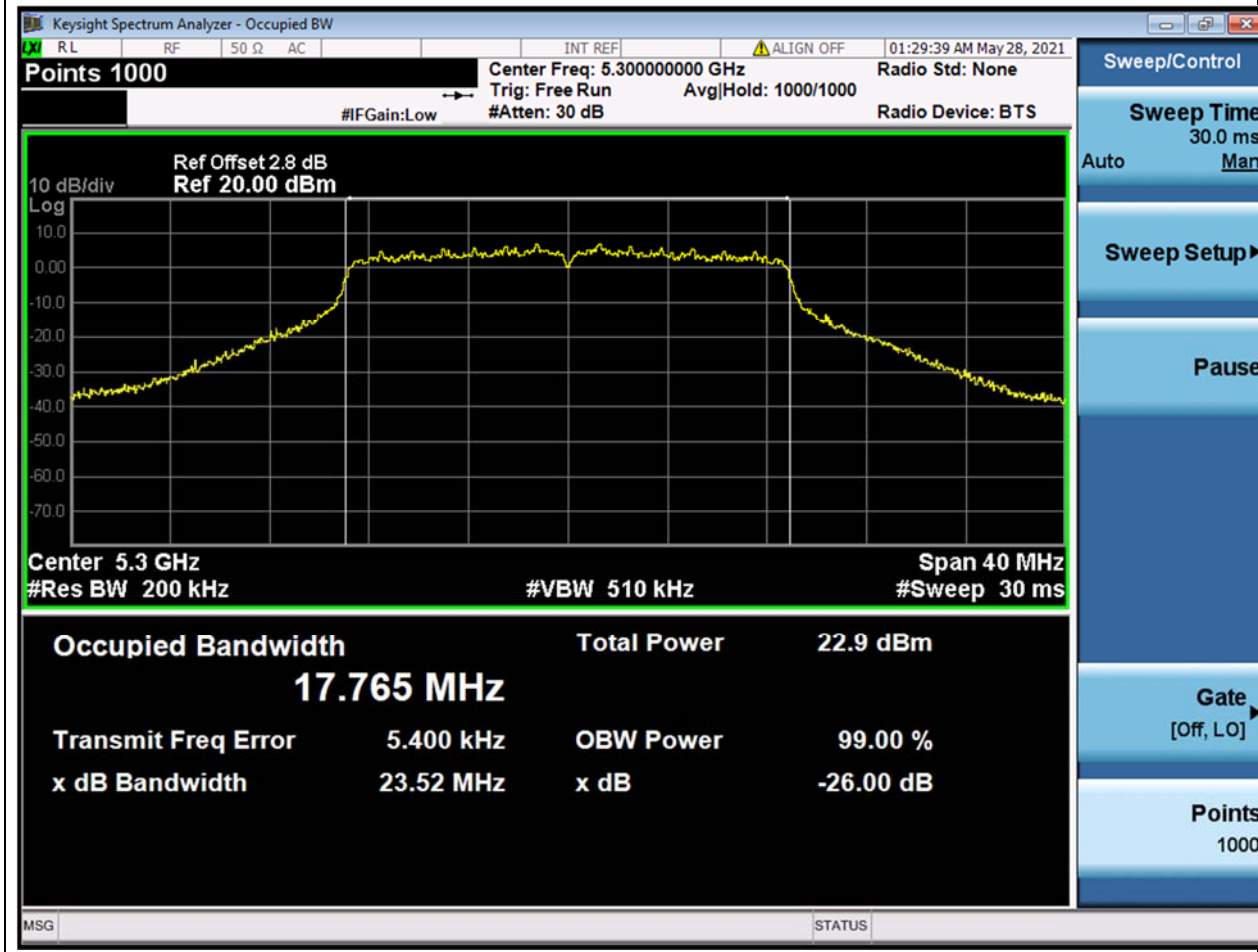 Keysight Spectrum Analyzer - Occupied BW
LXI RL RF 50 Ω AC INT REF ALIGN OFF 01:29:39 AM May 28, 2021
Points 1000
Center Freq: 5.300000000 GHz Radio Std: None
Trig: Free Run Avg|Hold: 1000/1000
#IFGain:Low #Atten: 30 dB Radio Device: BTS
Ref Offset 2.8 dB
10 dB/div Ref 20.00 dBm
Log
10.0
0.00
-10.0
-20.0
-30.0
-40.0
-50.0
-60.0
-70.0
Center 5.3 GHz Span 40 MHz
#Res BW 200 kHz #VBW 510 kHz #Sweep 30 ms
Occupied Bandwidth Total Power 22.9 dBm
17.765 MHz
Transmit Freq Error 5.400 kHz OBW Power 99.00 %
x dB Bandwidth 23.52 MHz x dB -26.00 dB
MSG STATUS
Sweep/Control
Sweep Time
30.0 ms
Auto Man
Sweep Setup
Pause
Gate
[Off, LO]
Points
1000